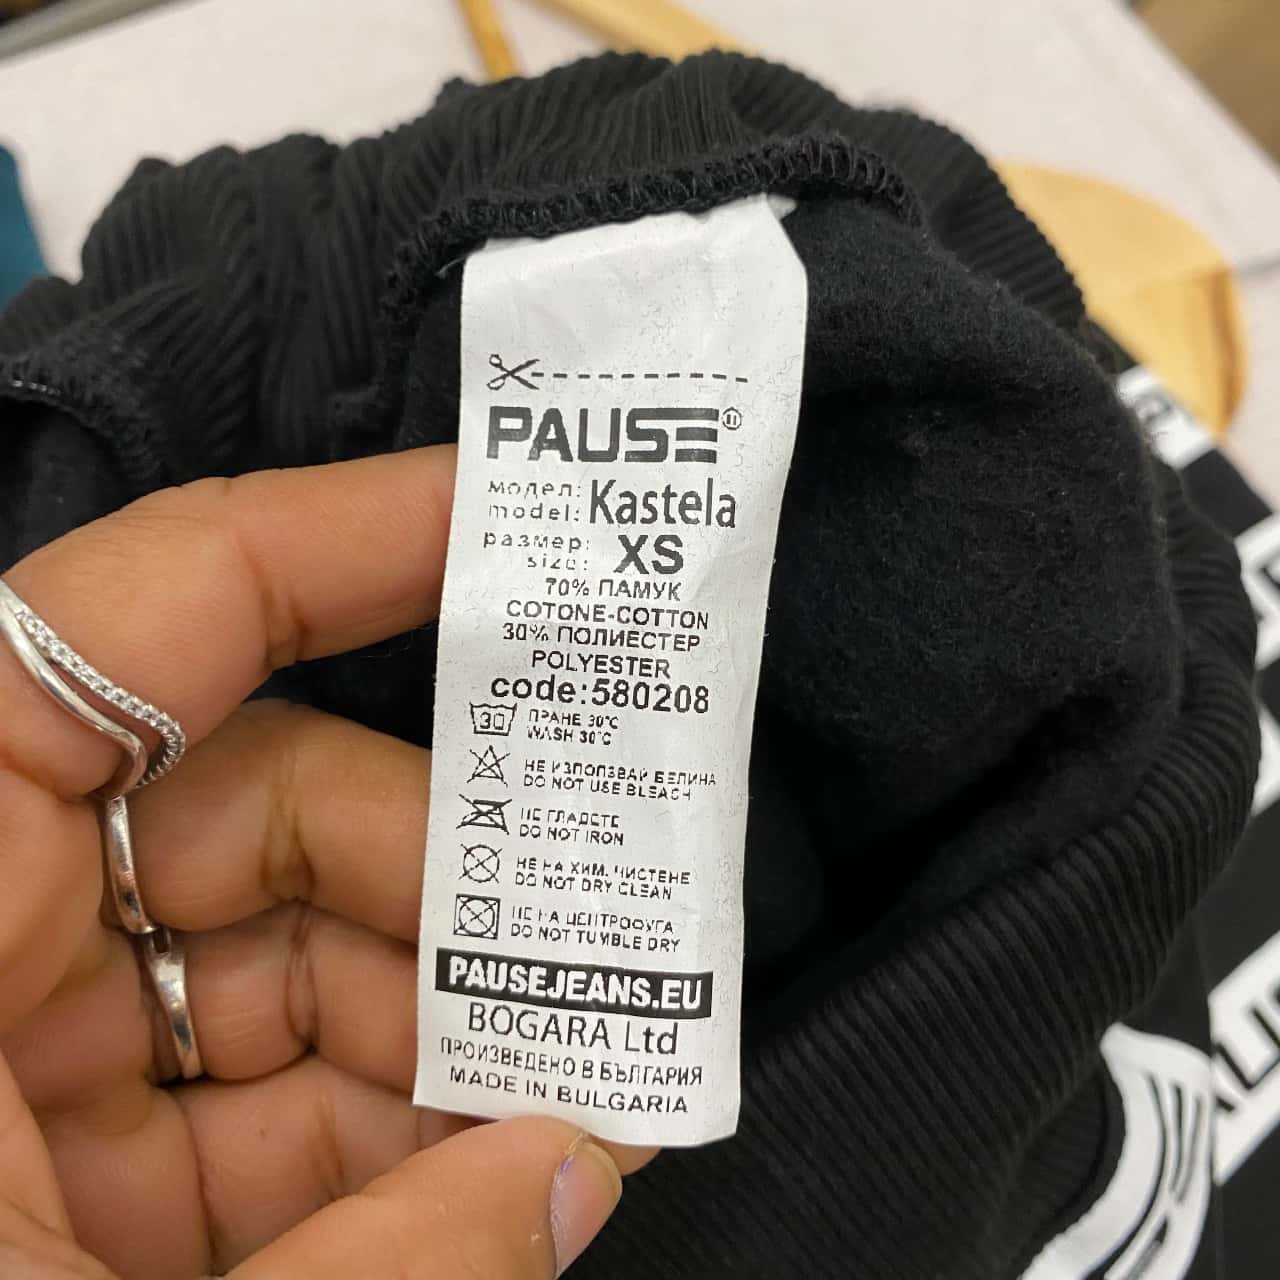 PAUSE
модел:
model: Kastela
размер:
size: XS
70% ПАМУК
COTONE-COTTON
30% ПОЛИЕСТЕР
POLYESTER
code:580208
30 ПРАНЕ 30°C
WASH 30°C
НЕ ИЗПОЛЗВАЙ БЕЛИНА
DO NOT USE BLEACH
НЕ ГЛАДЕТЕ
DO NOT IRON
НЕ НА ХИМ. ЧИСТЕНЕ
DO NOT DRY CLEAN
НЕ НА ЦЕНТРОФУГА
DO NOT TUMBLE DRY
PAUSEJEANS.EU
BOGARA Ltd
ПРОИЗВЕДЕНО В БЪЛГАРИЯ
MADE IN BULGARIA